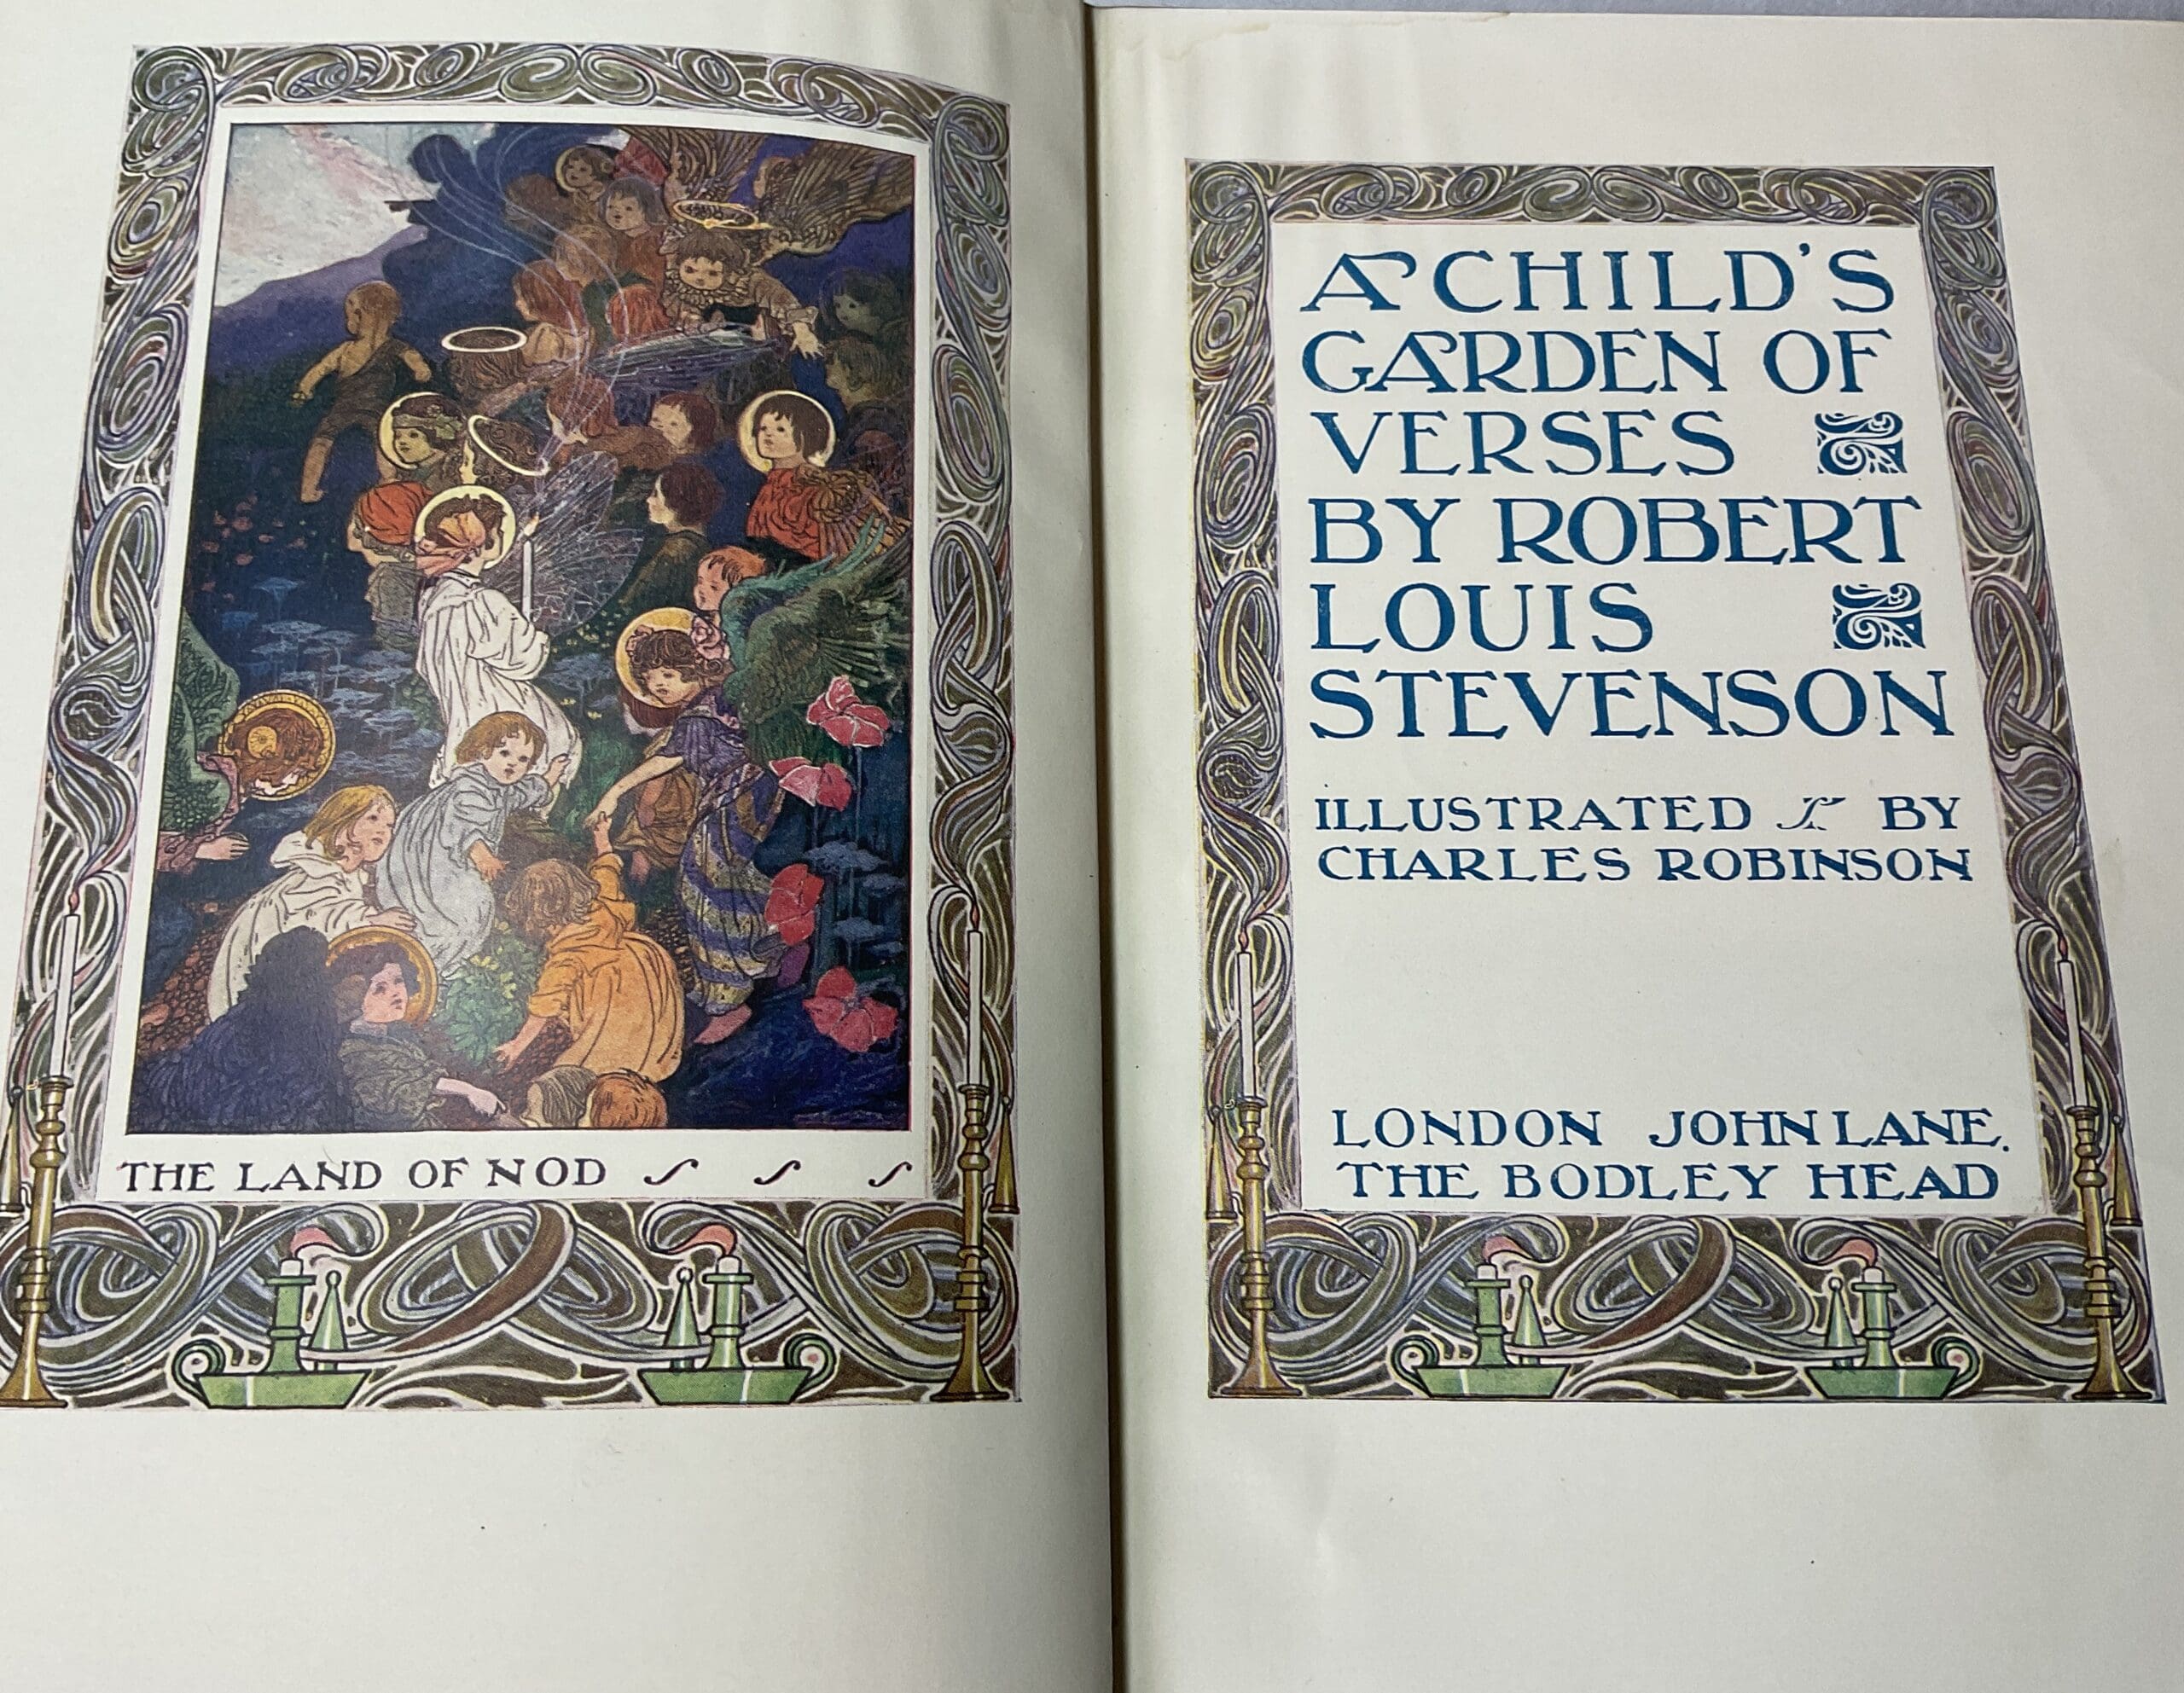 THE LAND OF NOD
A CHILD'S
GARDEN OF
VERSES
BY ROBERT
LOUIS
STEVENSON
ILLUSTRATED BY
CHARLES ROBINSON
LONDON JOHN LANE.
THE BODLEY HEAD